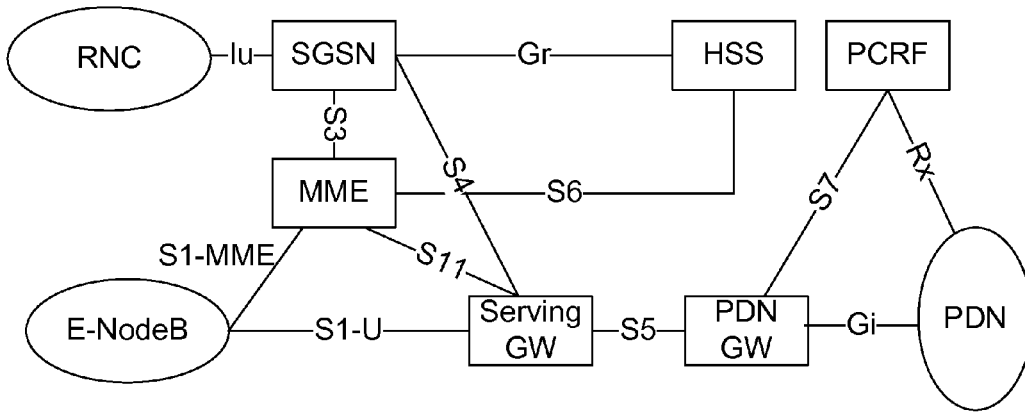 RNC
Iu
SGSN
Gr
HSS
PCRF
S3
S4
S7
Rx
MME
S6
S1-MME
S11
E-NodeB
S1-U
Serving
GW
S5
PDN
GW
Gi
PDN